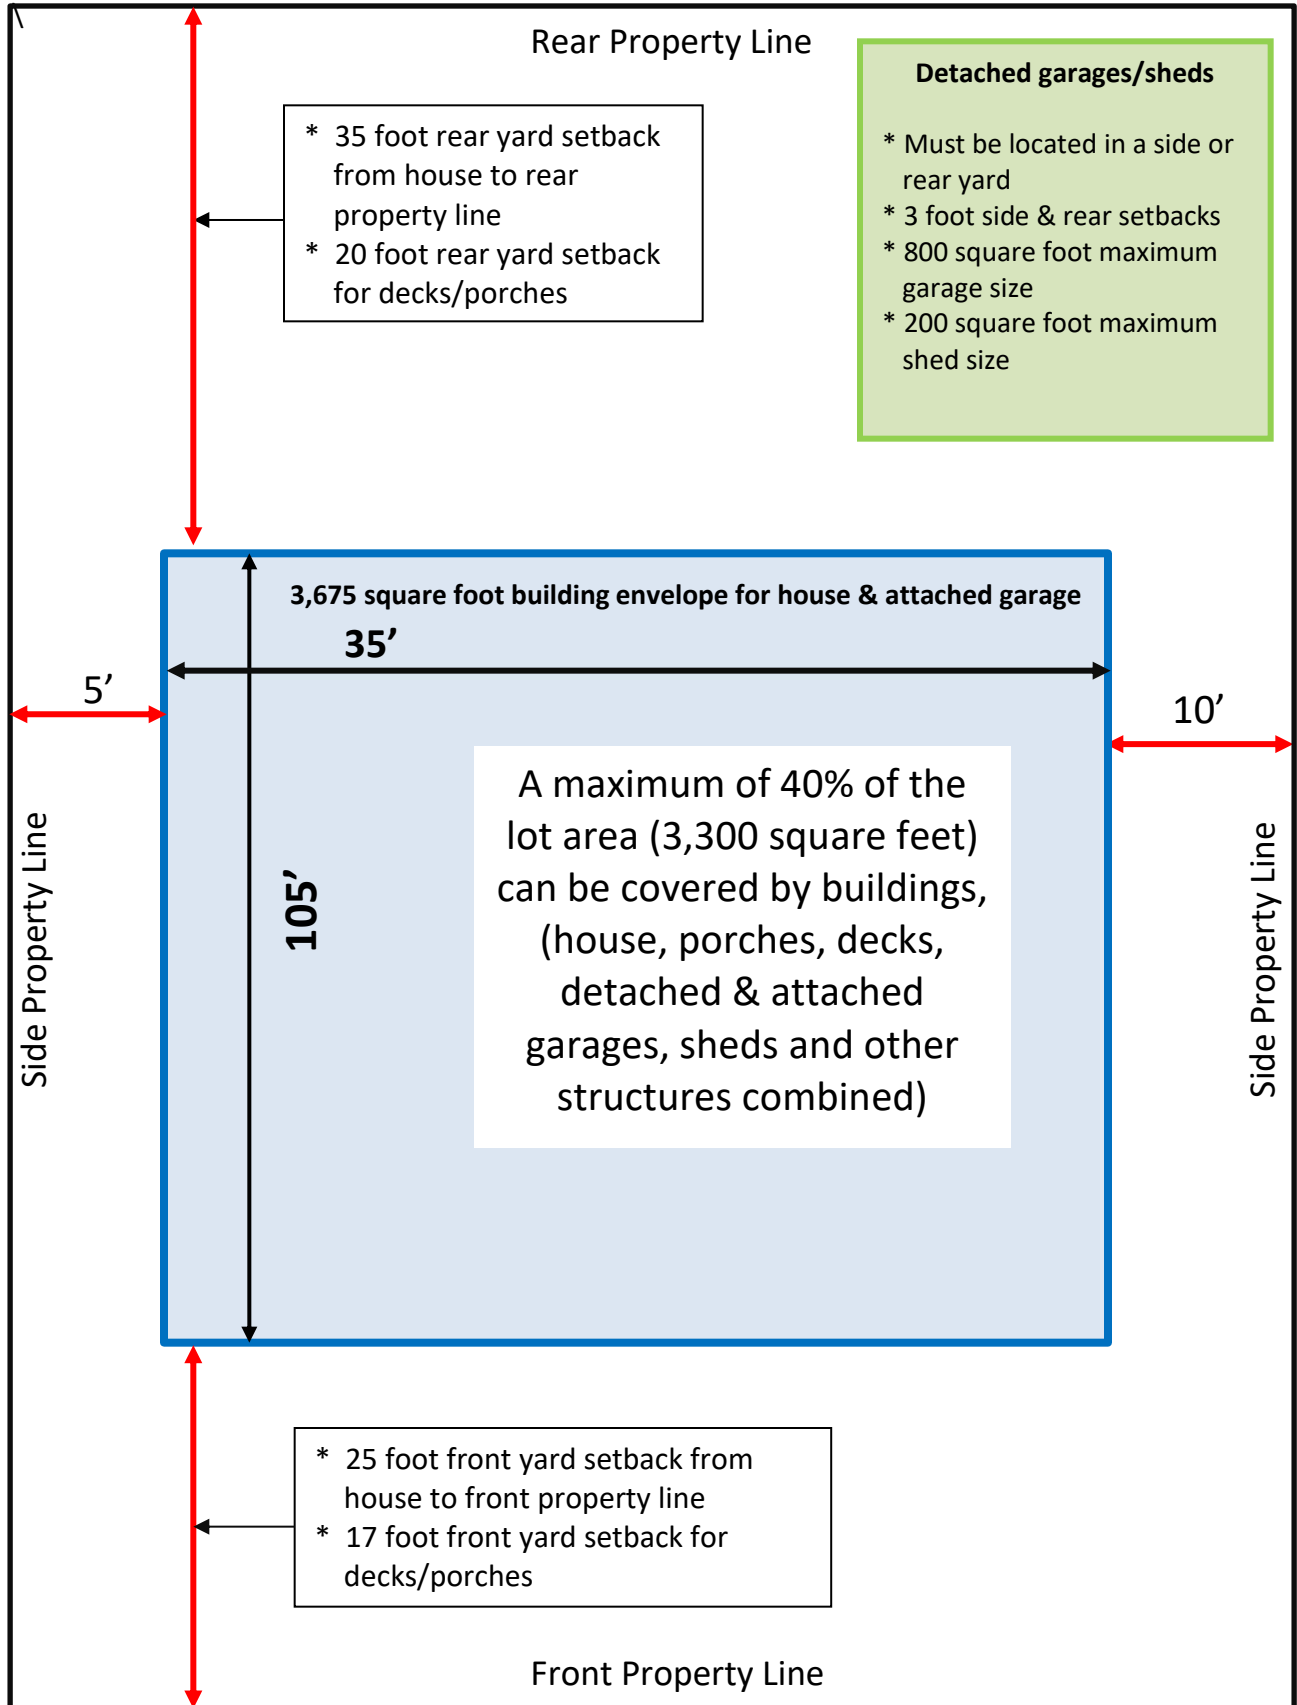 \
Rear Property Line
* 35 foot rear yard setback
from house to rear
property line
* 20 foot rear yard setback
for decks/porches
Detached garages/sheds
* Must be located in a side or
rear yard
* 3 foot side & rear setbacks
* 800 square foot maximum
garage size
* 200 square foot maximum
shed size
3,675 square foot building envelope for house & attached garage
35’
5’
10’
105’
A maximum of 40% of the
lot area (3,300 square feet)
can be covered by buildings,
(house, porches, decks,
detached & attached
garages, sheds and other
structures combined)
Side Property Line
Side Property Line
* 25 foot front yard setback from
house to front property line
* 17 foot front yard setback for
decks/porches
Front Property Line